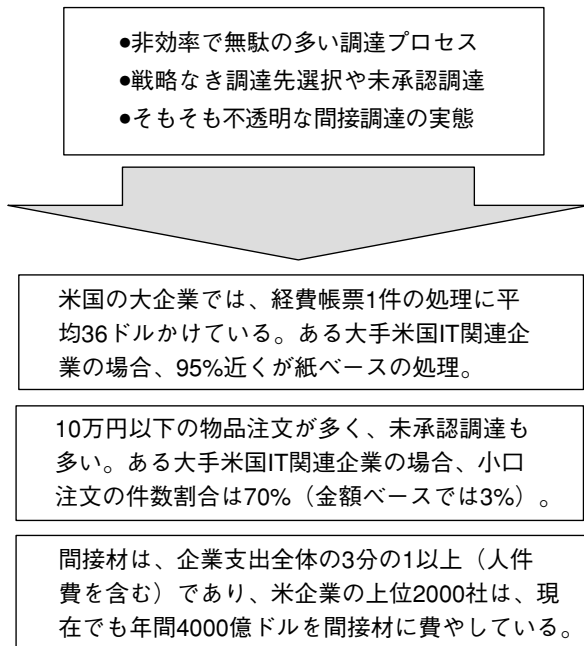 ●非効率で無駄の多い調達プロセス
●戦略なき調達先選択や未承認調達
●そもそも不透明な間接調達の実態
米国の大企業では、経費帳票1件の処理に平
均36ドルかけている。ある大手米国IT関連企
業の場合、95%近くが紙ベースの処理。
10万円以下の物品注文が多く、未承認調達も
多い。ある大手米国IT関連企業の場合、小口
注文の件数割合は70%（金額ベースでは3%）。
間接材は、企業支出全体の3分の1以上（人件
費を含む）であり、米企業の上位2000社は、現
在でも年間4000億ドルを間接材に費やしている。